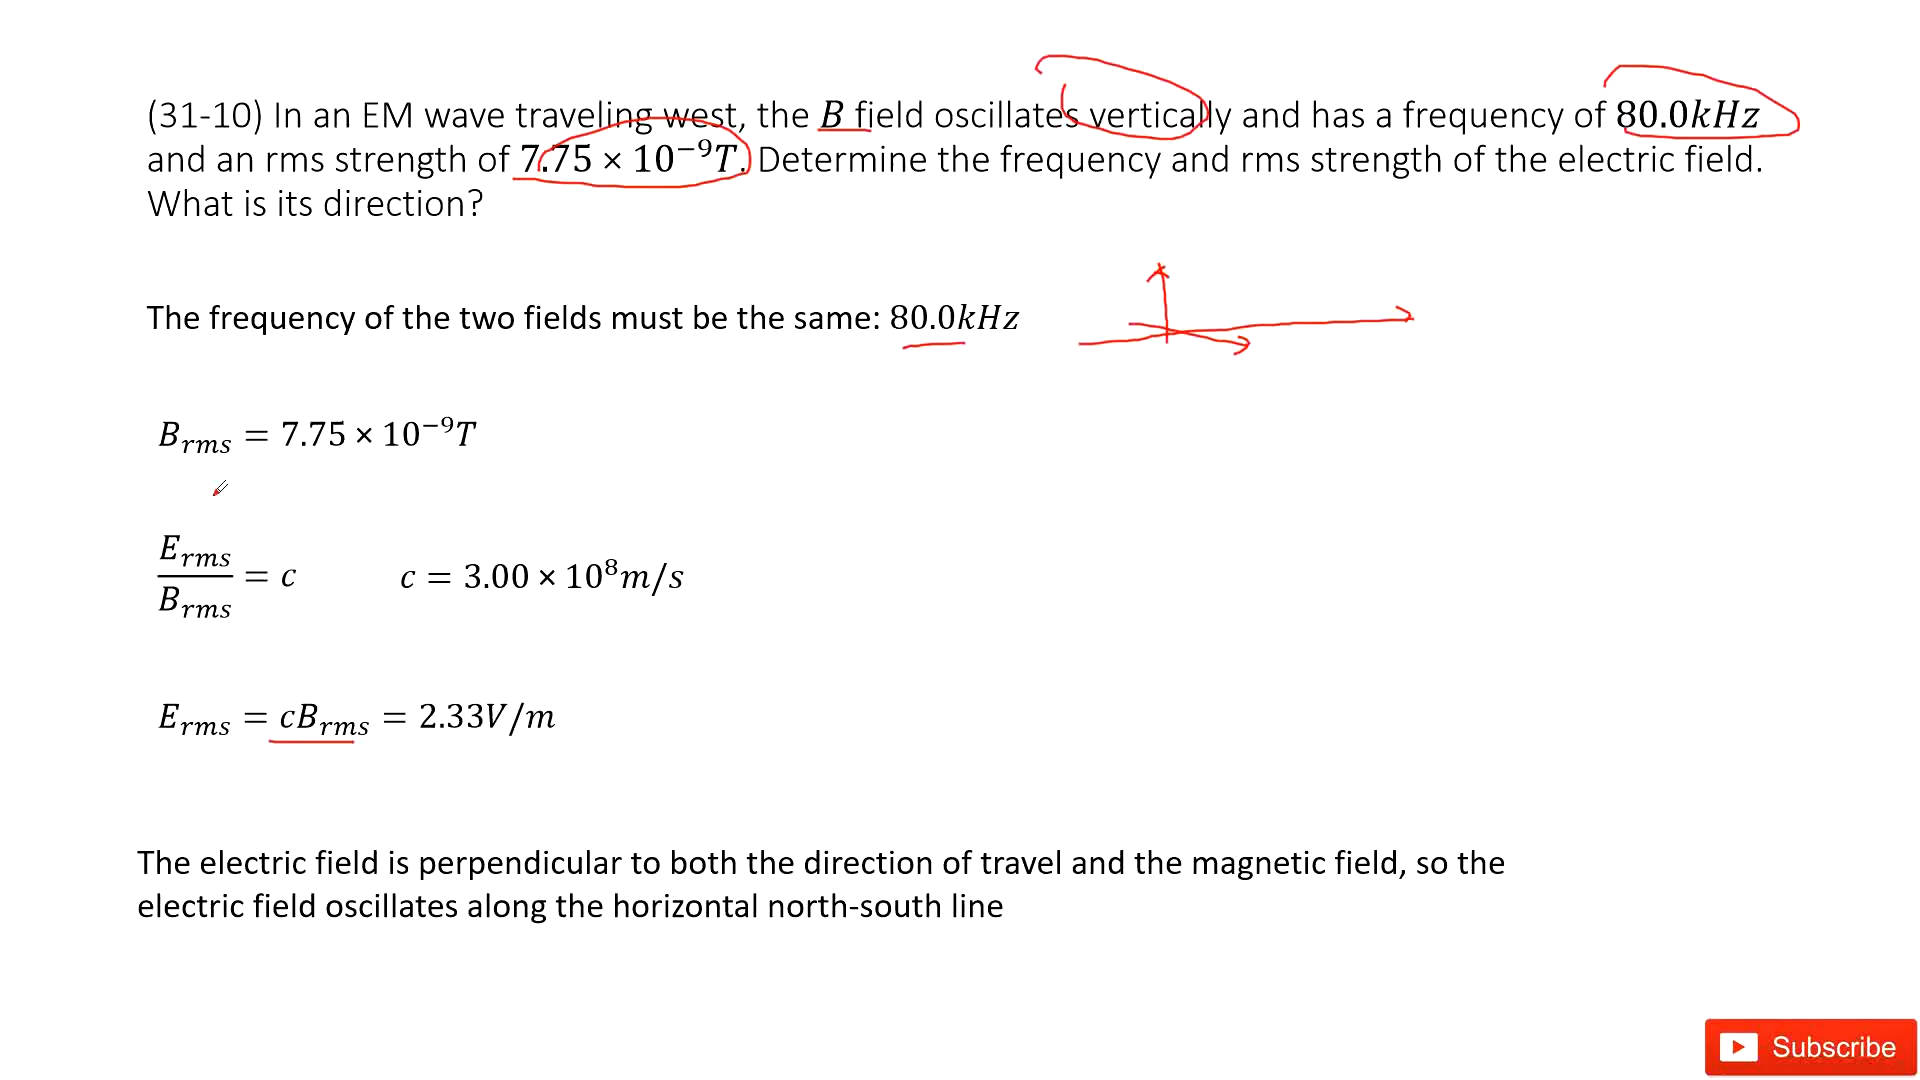 (31-10) In an EM wave traveling west, the B field oscillates vertically and has a frequency of 80.0kHz
and an rms strength of 7.75 × 10⁻⁹T. Determine the frequency and rms strength of the electric field.
What is its direction?
The frequency of the two fields must be the same: 80.0kHz
B_rms = 7.75 × 10⁻⁹T
E_rms/B_rms = c c = 3.00 × 10⁸m/s
E_rms = cB_rms = 2.33V/m
The electric field is perpendicular to both the direction of travel and the magnetic field, so the
electric field oscillates along the horizontal north-south line
Subscribe